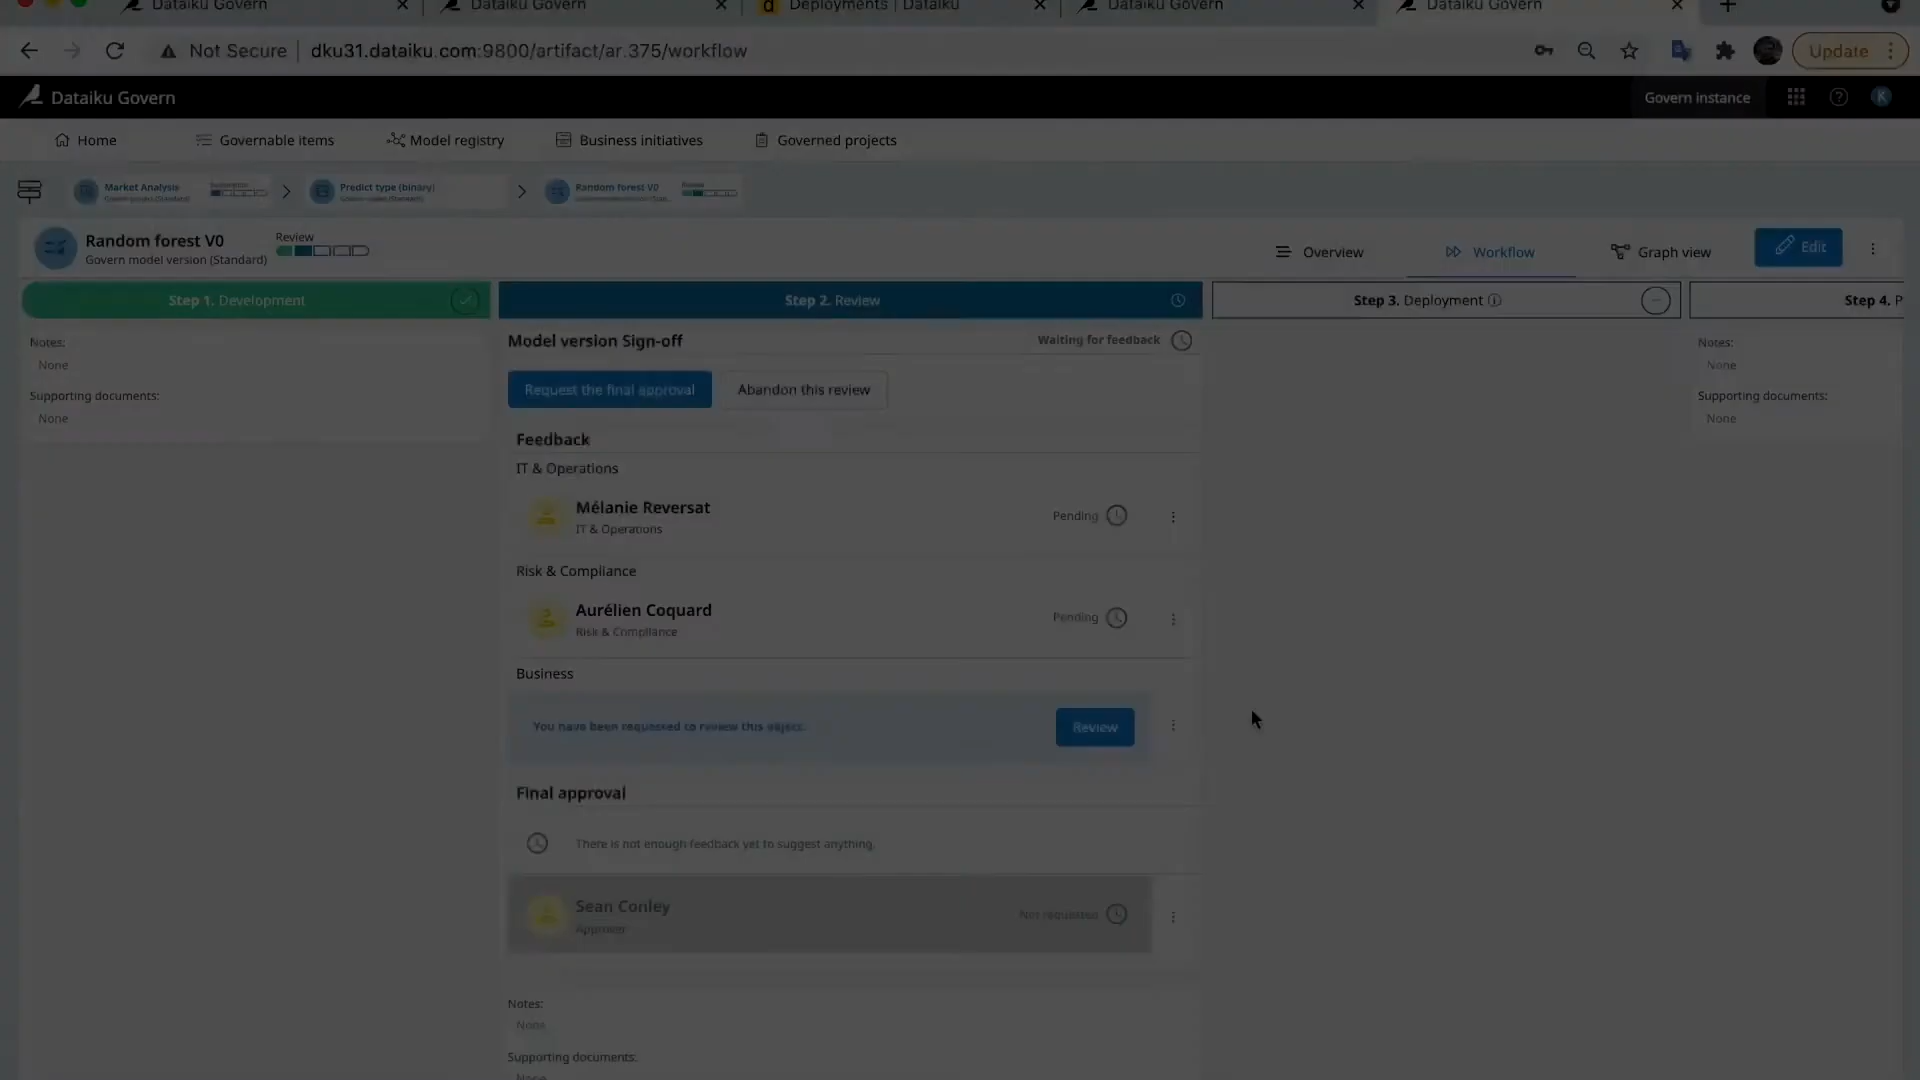 Dataiku Govern
Dataiku Govern
Deployments | Dataiku
Dataiku Govern
Dataiku Govern
Not Secure
dku31.dataiku.com:9800/artifact/ar.375/workflow
Update
Dataiku Govern
Govern instance
K
Home
Governable items
Model registry
Business initiatives
Governed projects
Market Analysis
Predict type (binary)
Random forest V0
Random forest V0
Govern model version (Standard)
Review
Overview
Workflow
Graph view
Edit
Step 1. Development
Step 2. Review
Step 3. Deployment
Step 4. P
Notes:
None
Supporting documents:
None
Model version Sign-off
Waiting for feedback
Request the final approval
Abandon this review
Feedback
IT & Operations
Mélanie Reversat
IT & Operations
Pending
Risk & Compliance
Aurélien Coquard
Risk & Compliance
Pending
Business
You have been requested to review this object.
Review
Final approval
There is not enough feedback yet to suggest anything.
Sean Conley
Approver
Not requested
Notes:
None
Supporting documents:
None
Notes:
None
Supporting documents:
None